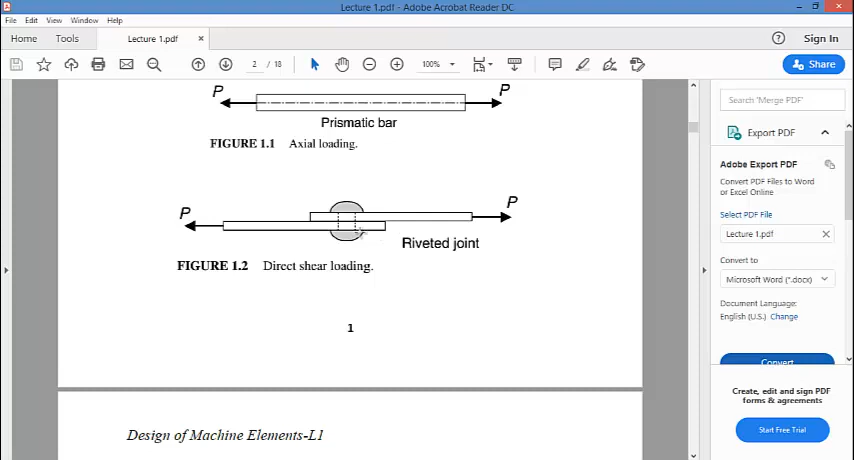 Lecture 1.pdf - Adobe Acrobat Reader DC
File Edit View Window Help
Home Tools Lecture 1.pdf × Sign In
2 / 18 100% Share
P P
Prismatic bar
FIGURE 1.1 Axial loading.
P P
Riveted joint
FIGURE 1.2 Direct shear loading.
1
Design of Machine Elements-L1
Search 'Merge PDF'
Export PDF
Adobe Export PDF
Convert PDF Files to Word
or Excel Online
Select PDF File
Lecture 1.pdf
Convert to
Microsoft Word (*.docx)
Document Language:
English (U.S.) Change
Convert
Create, edit and sign PDF
forms & agreements
Start Free Trial